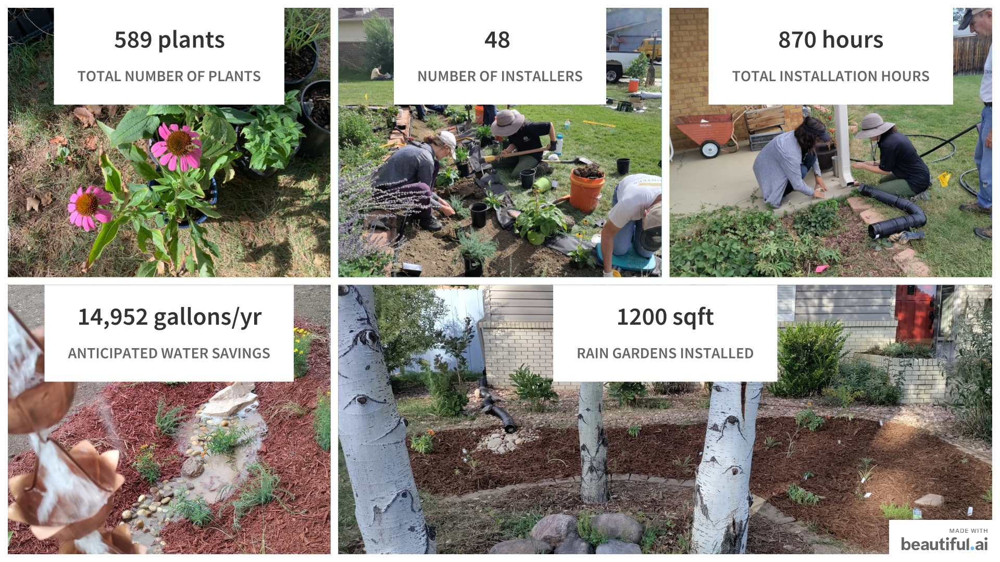 589 plants
TOTAL NUMBER OF PLANTS
48
NUMBER OF INSTALLERS
870 hours
TOTAL INSTALLATION HOURS
14,952 gallons/yr
ANTICIPATED WATER SAVINGS
1200 sqft
RAIN GARDENS INSTALLED
MADE WITH
beautiful.ai